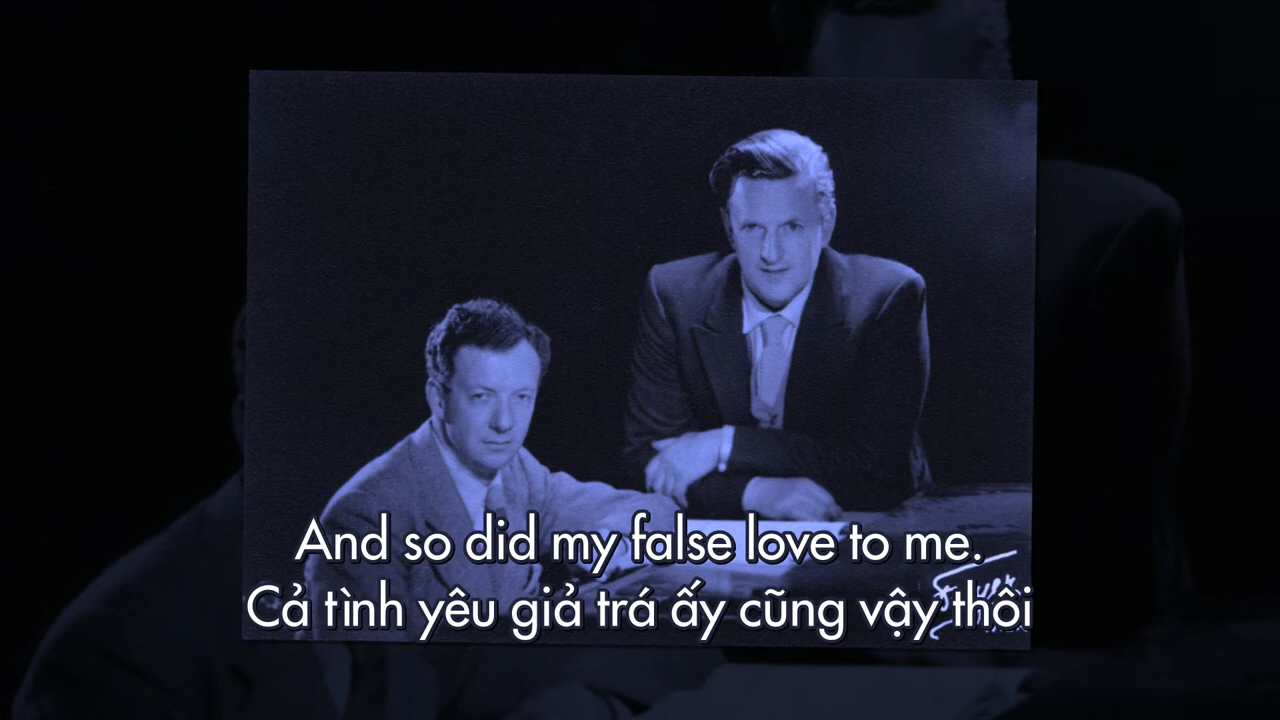 And so did my false love to me.
Cả tình yêu giả trá ấy cũng vậy thôi